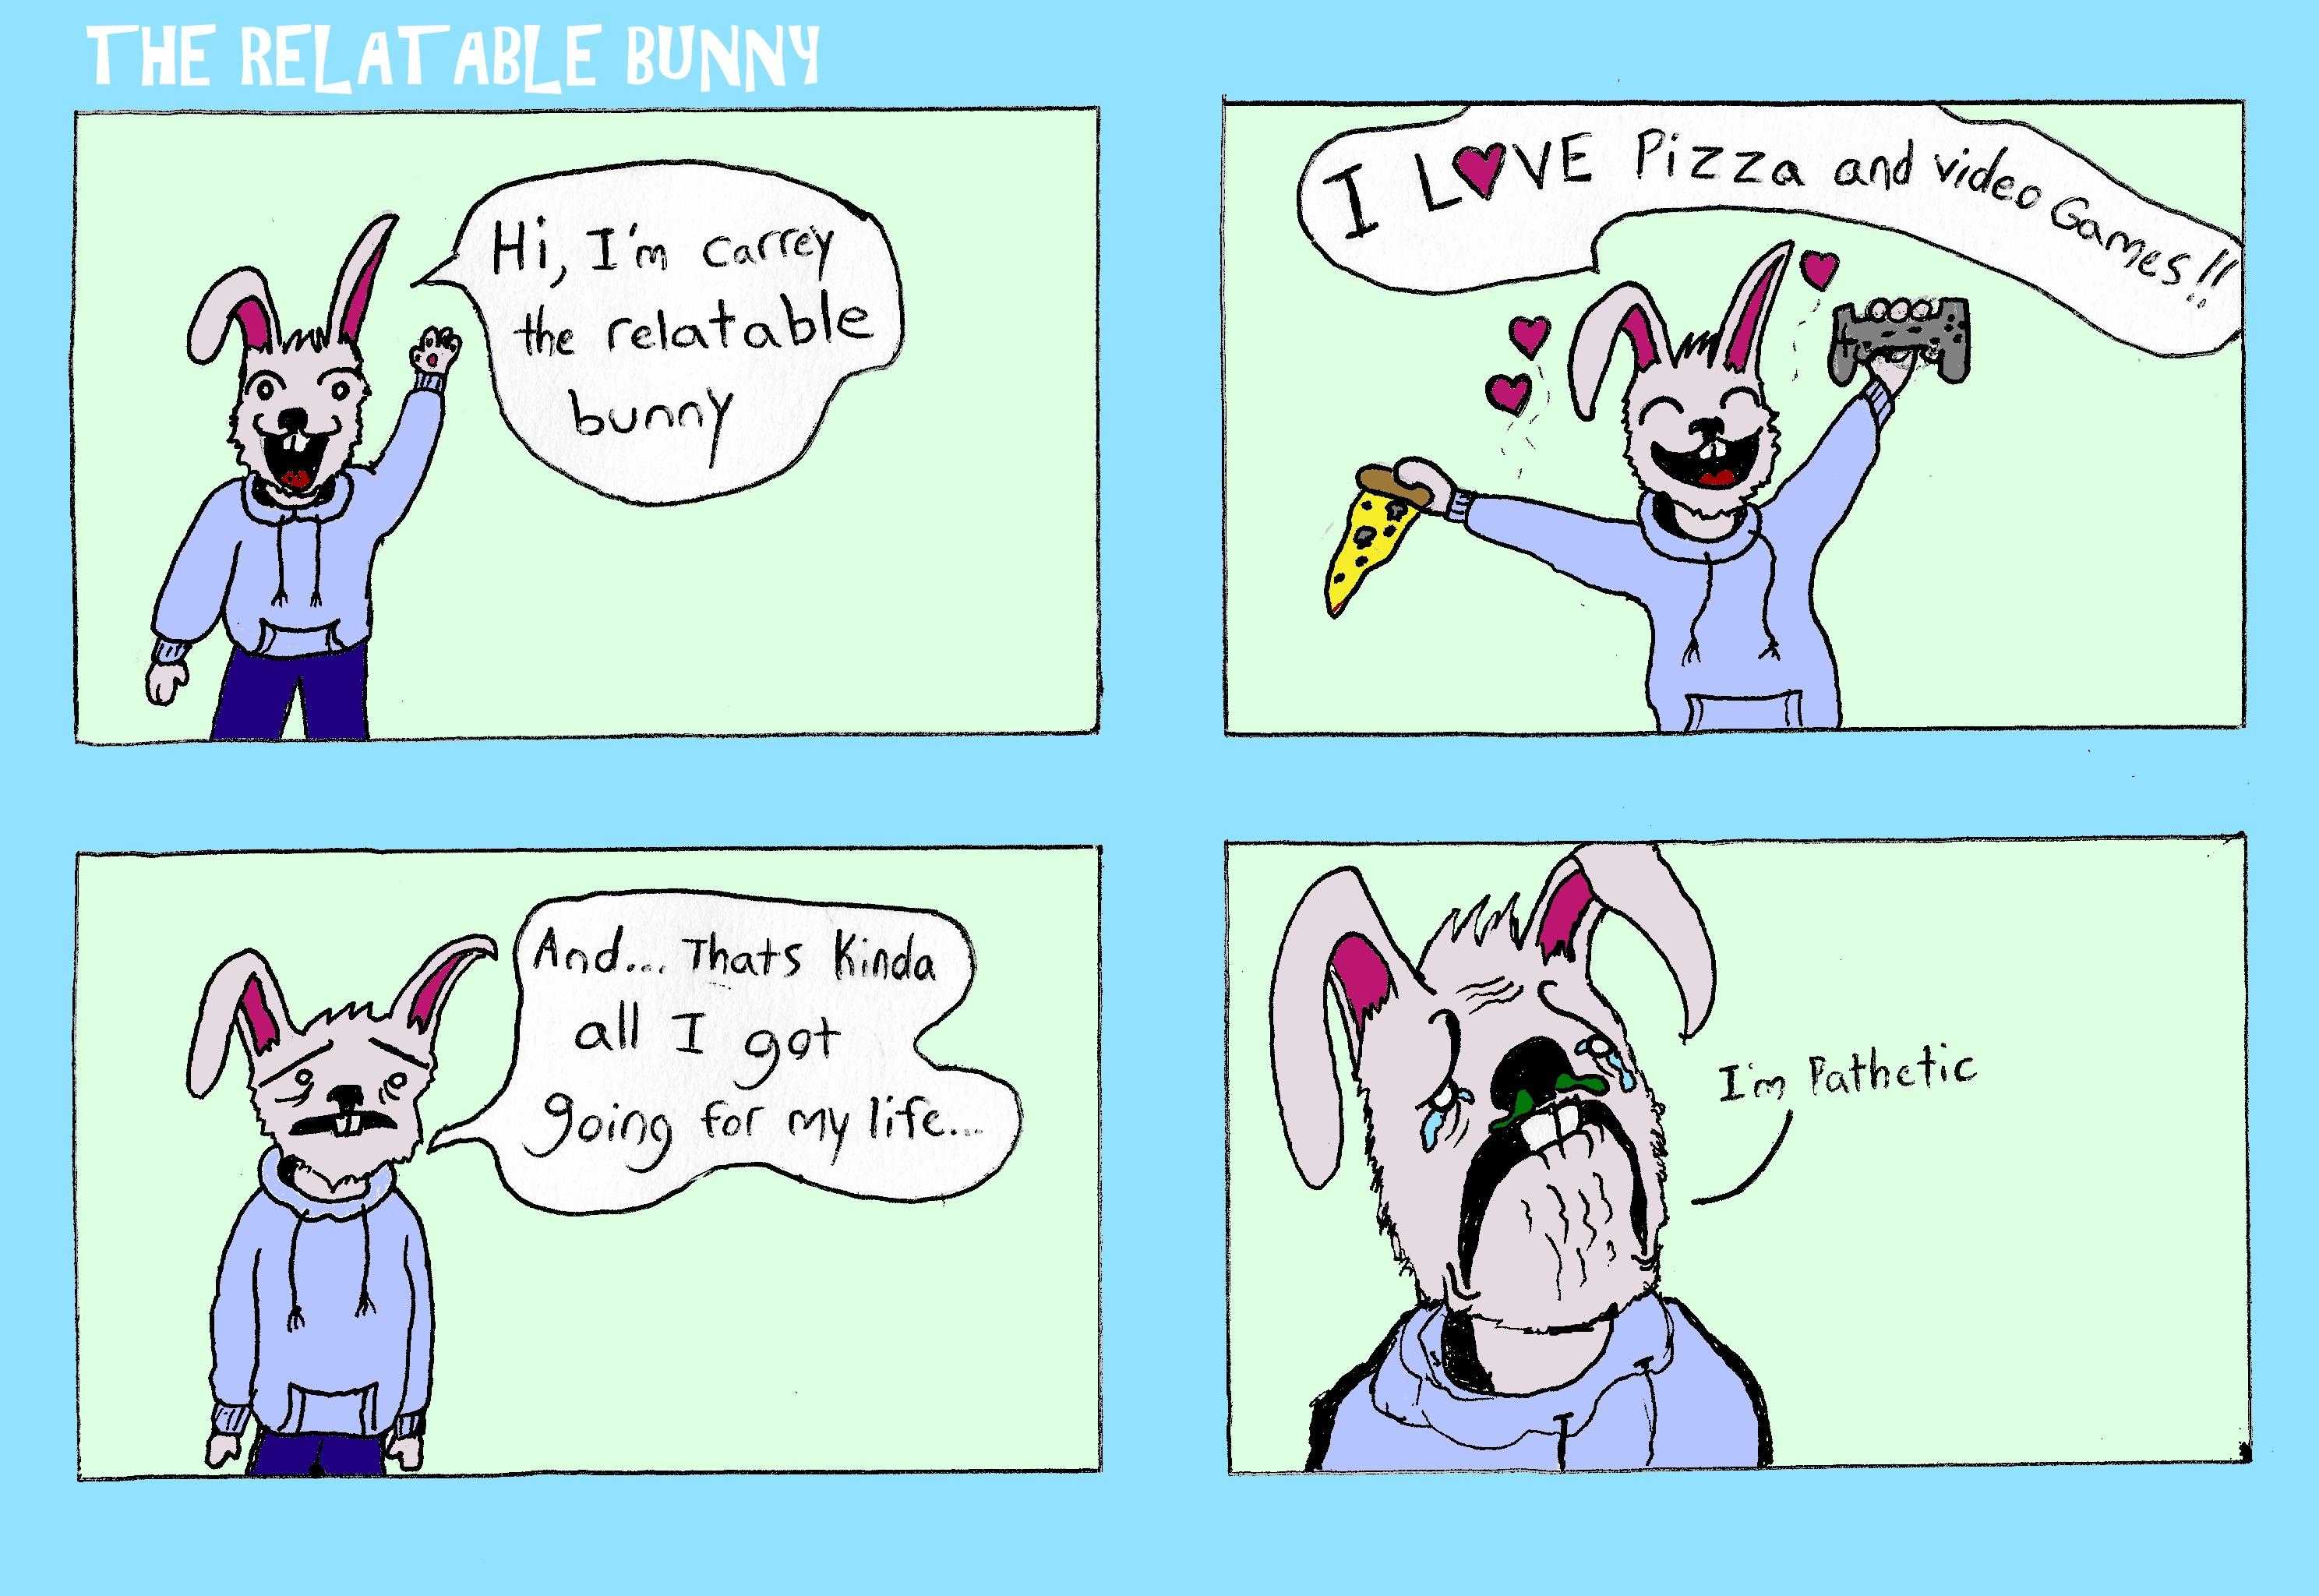 THE RELATABLE BUNNY
Hi, I'm carrey
the relatable
bunny
I LOVE Pizza and video Games!!
And... Thats Kinda
all I got
going for my life...
I'm Pathetic